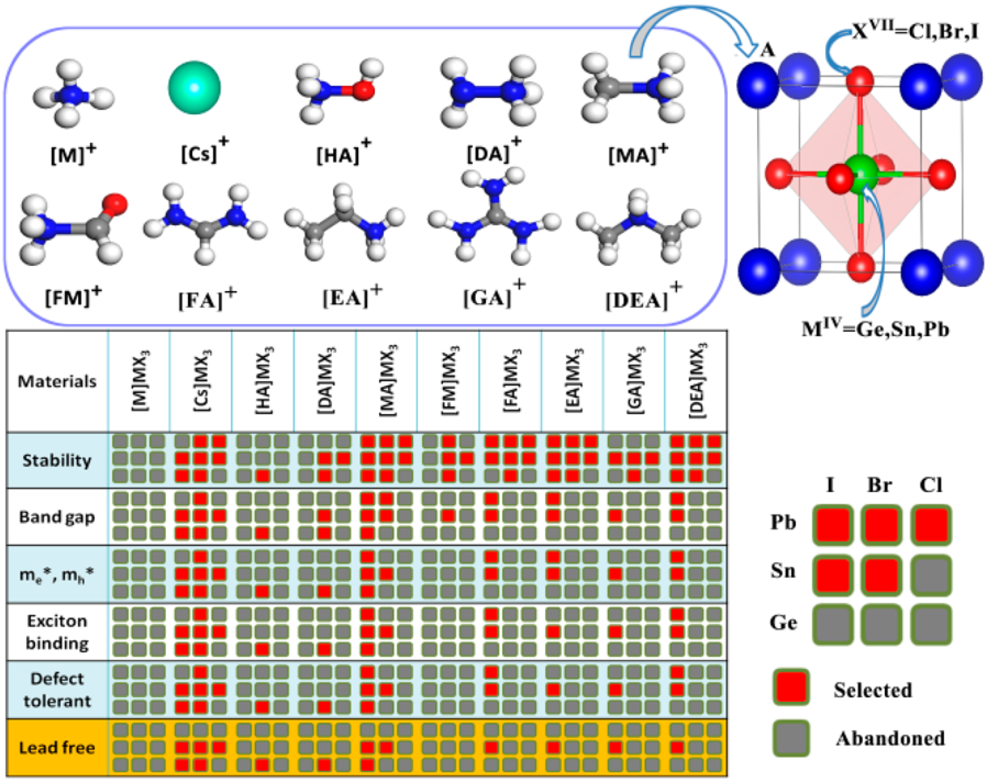 X^VII=Cl,Br,I
A
[M]⁺
[Cs]⁺
[HA]⁺
[DA]⁺
[MA]⁺
[FM]⁺
[FA]⁺
[EA]⁺
[GA]⁺
[DEA]⁺
M^IV=Ge,Sn,Pb
Materials
[M]MX₃
[Cs]MX₃
[HA]MX₃
[DA]MX₃
[MA]MX₃
[FM]MX₃
[FA]MX₃
[EA]MX₃
[GA]MX₃
[DEA]MX₃
Stability
Band gap
mₑ*, mₕ*
Exciton
binding
Defect
tolerant
Lead free
I Br Cl
Pb
Sn
Ge
Selected
Abandoned